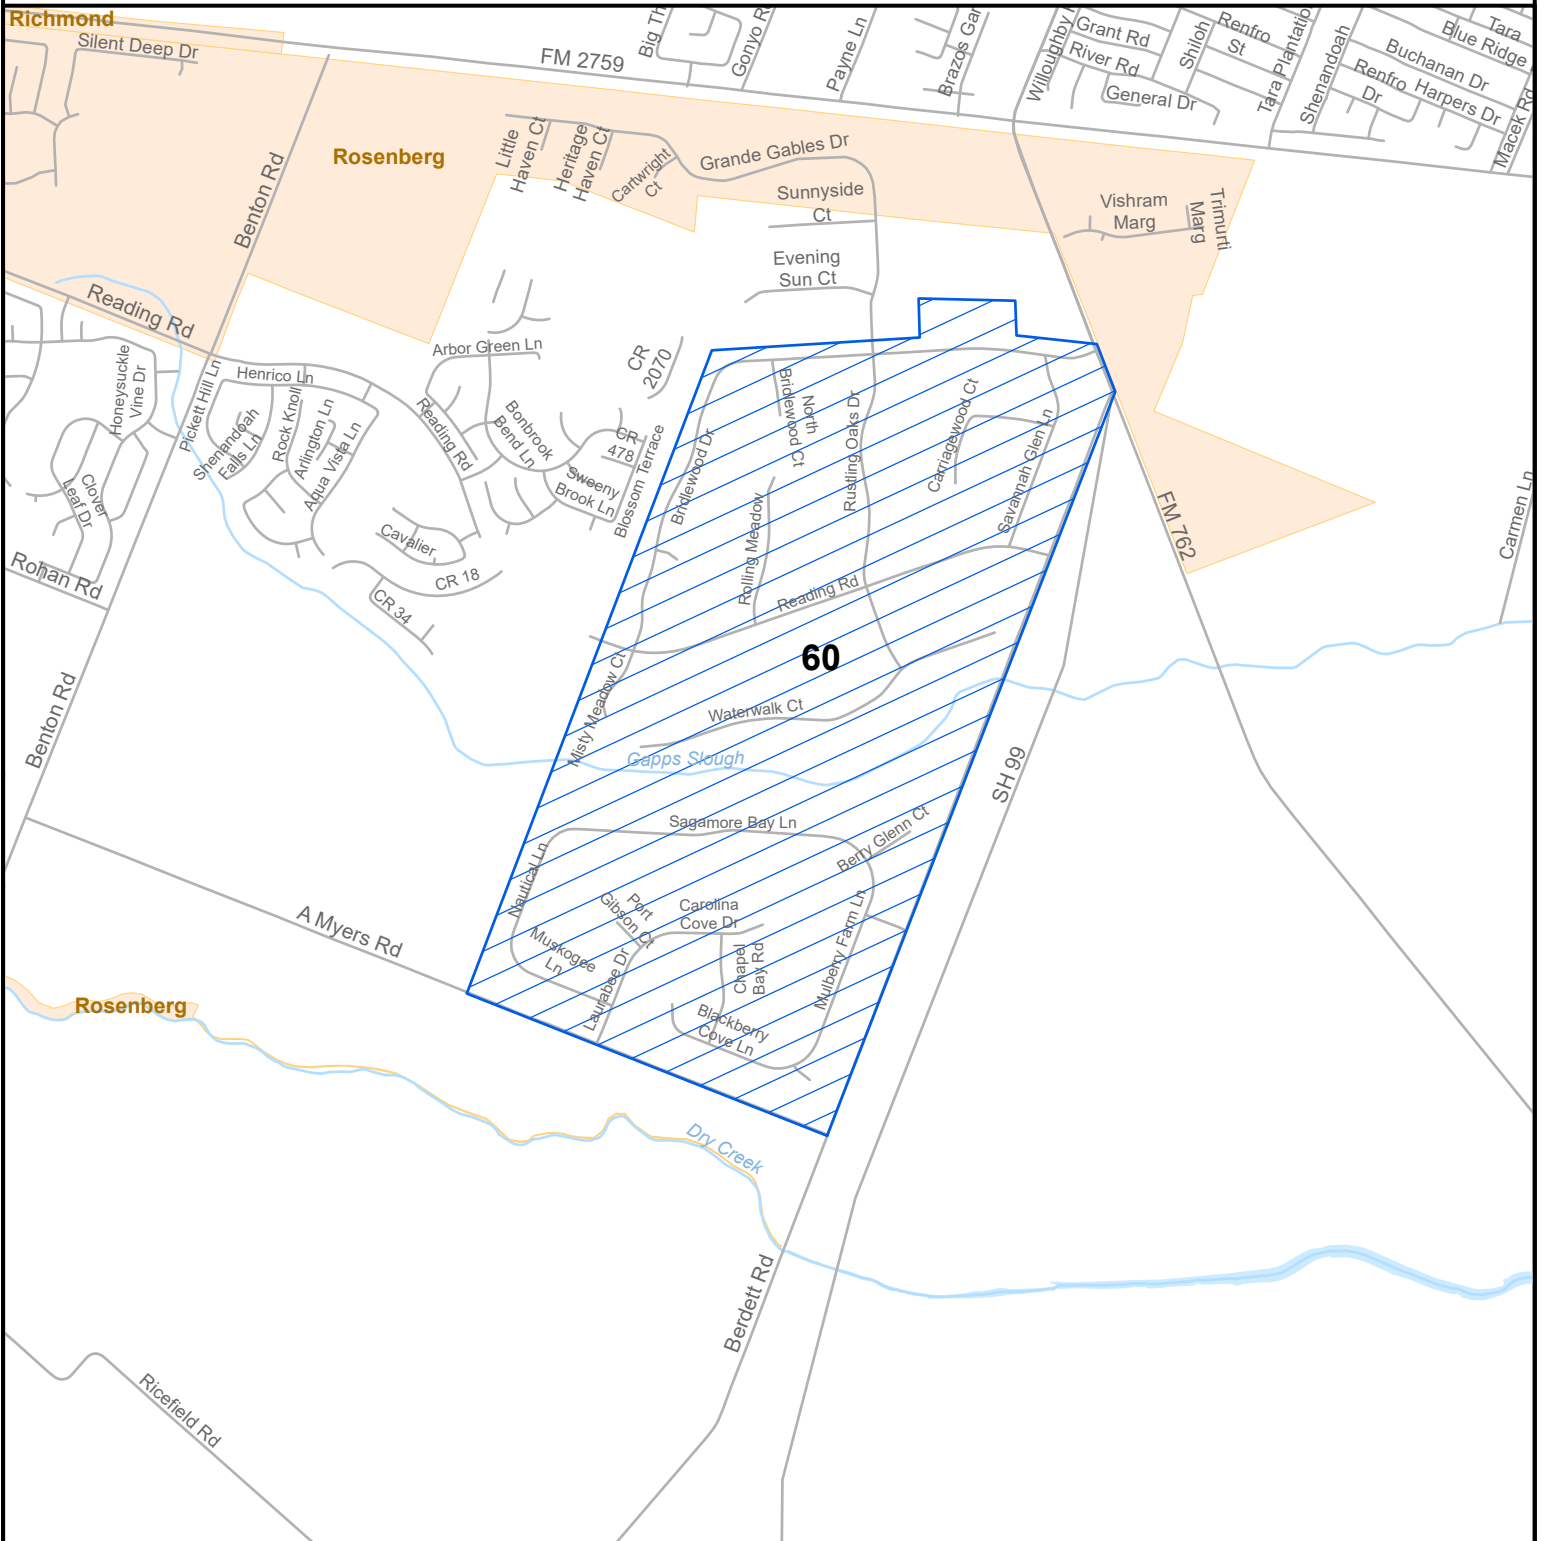 Richmond
Silent Deep Dr
FM 2759
Big Th
Gonyo R
Payne Ln
Brazos Gar
Willoughby
Grant Rd
River Rd
General Dr
Shiloh
Renfro
St
Tara Plantatio
Shenandoah
Tara
Blue Ridge
Buchanan Dr
Renfro
Dr
Harpers Dr
Macek Rd
Benton Rd
Rosenberg
Little
Haven Ct
Heritage
Haven Ct
Cartwright
Ct
Grande Gables Dr
Sunnyside
Ct
Evening
Sun Ct
Vishram
Marg
Trimurti
Marg
Reading Rd
Honeysuckle
Vine Dr
Pickett Hill Ln
Henrico Ln
Shenandoah
Falls Ln
Rock Knoll
Arlington Ln
Aqua Vista Ln
Arbor Green Ln
Reading Rd
Bonbrook
Bend Ln
CR
2070
CR
478
Sweeny
Brook Ln
Blossom Terrace
Bridlewood Dr
North
Bridlewood Ct
Rustling Oaks Dr
Carriagewood Ct
Savannah Glen Ln
Rolling Meadow
Reading Rd
Clover
Leaf Dr
Cavalier
CR 18
CR 34
Rohan Rd
FM 762
Carmen Ln
60
Misty Meadow Ct
Waterwalk Ct
Gapps Slough
Benton Rd
SH 99
Sagamore Bay Ln
Berry Glenn Ct
Nautical Ln
Port
Gibson Ct
Carolina
Cove Dr
Muskogee
Ln
Laurabee Dr
Chapel
Bay Rd
Mulberry Farm Ln
Blackberry
Cove Ln
A Myers Rd
Rosenberg
Dry Creek
Berdett Rd
Ricefield Rd